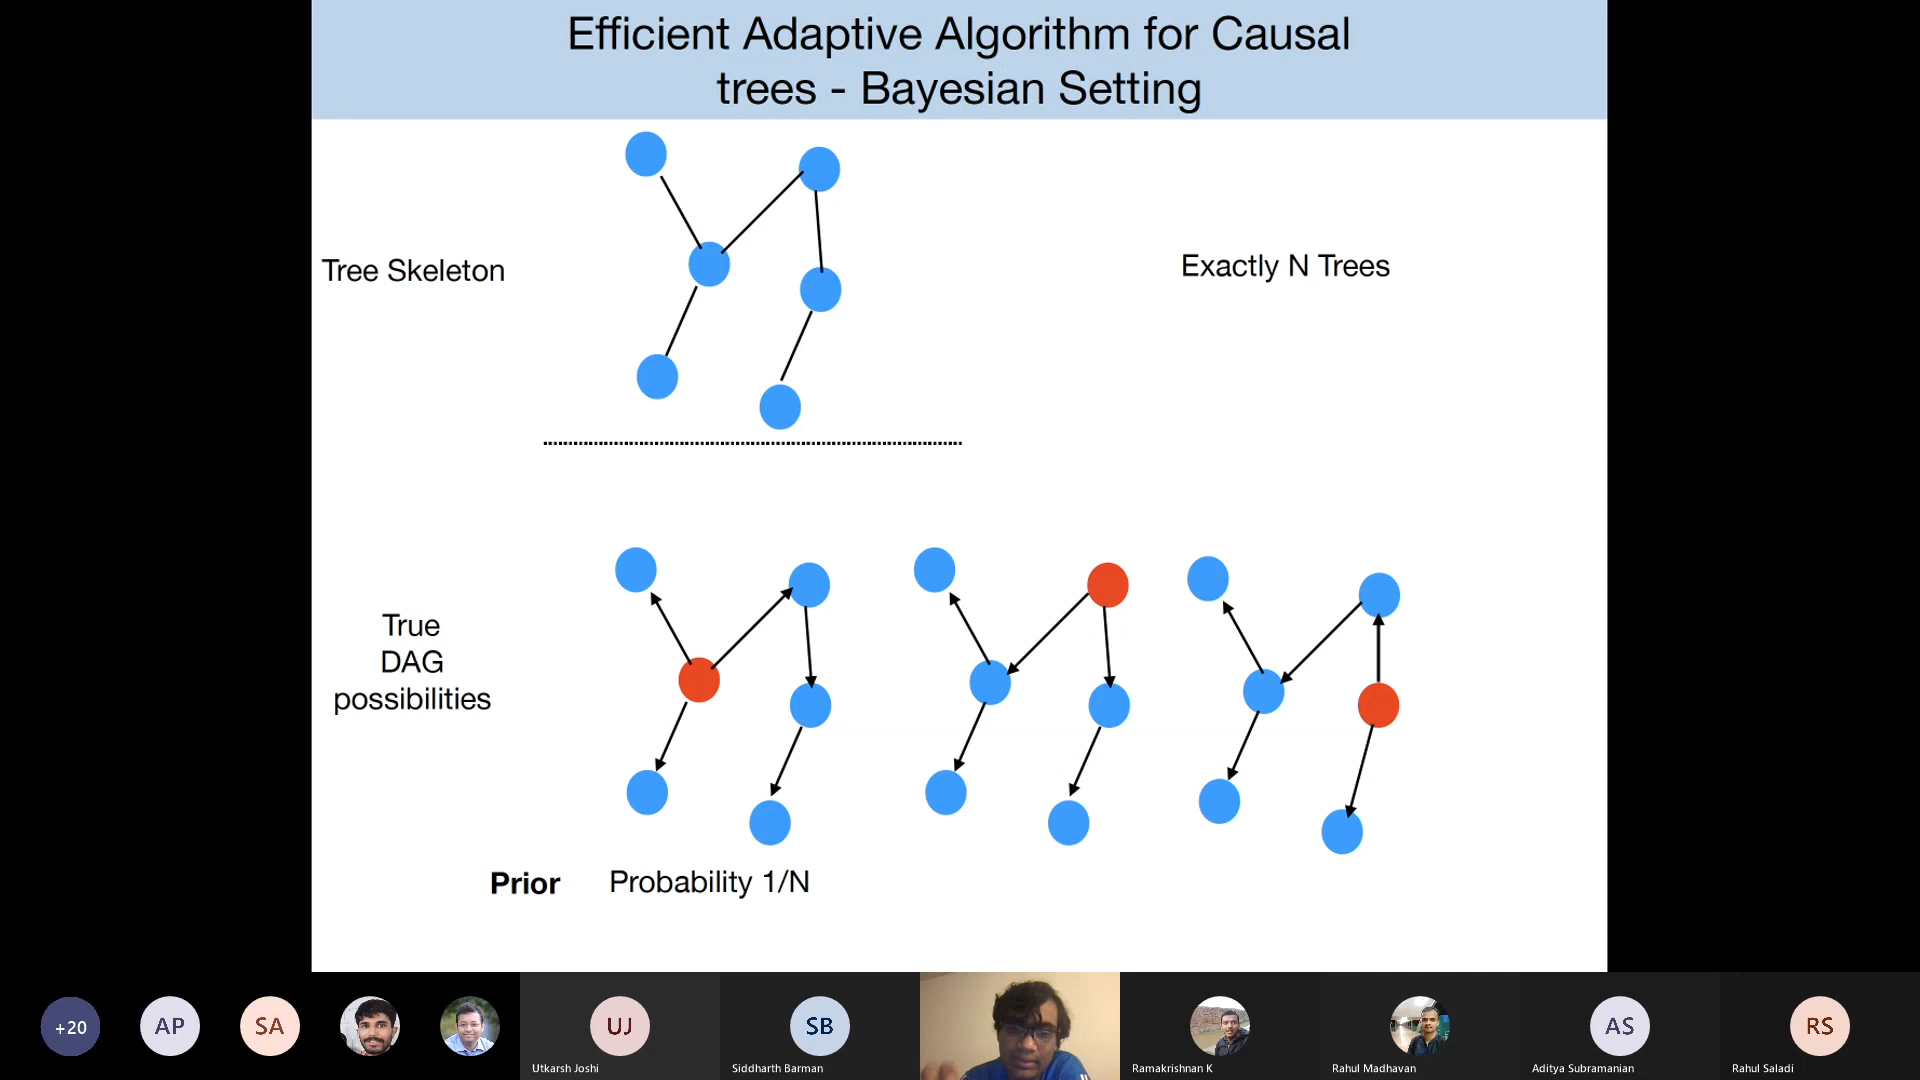 Efficient Adaptive Algorithm for Causal
trees - Bayesian Setting
Tree Skeleton
Exactly N Trees
True
DAG
possibilities
Prior Probability 1/N
+20
AP
SA
UJ
Utkarsh Joshi
SB
Siddharth Barman
Ramakrishnan K
Rahul Madhavan
AS
Aditya Subramanian
RS
Rahul Saladi